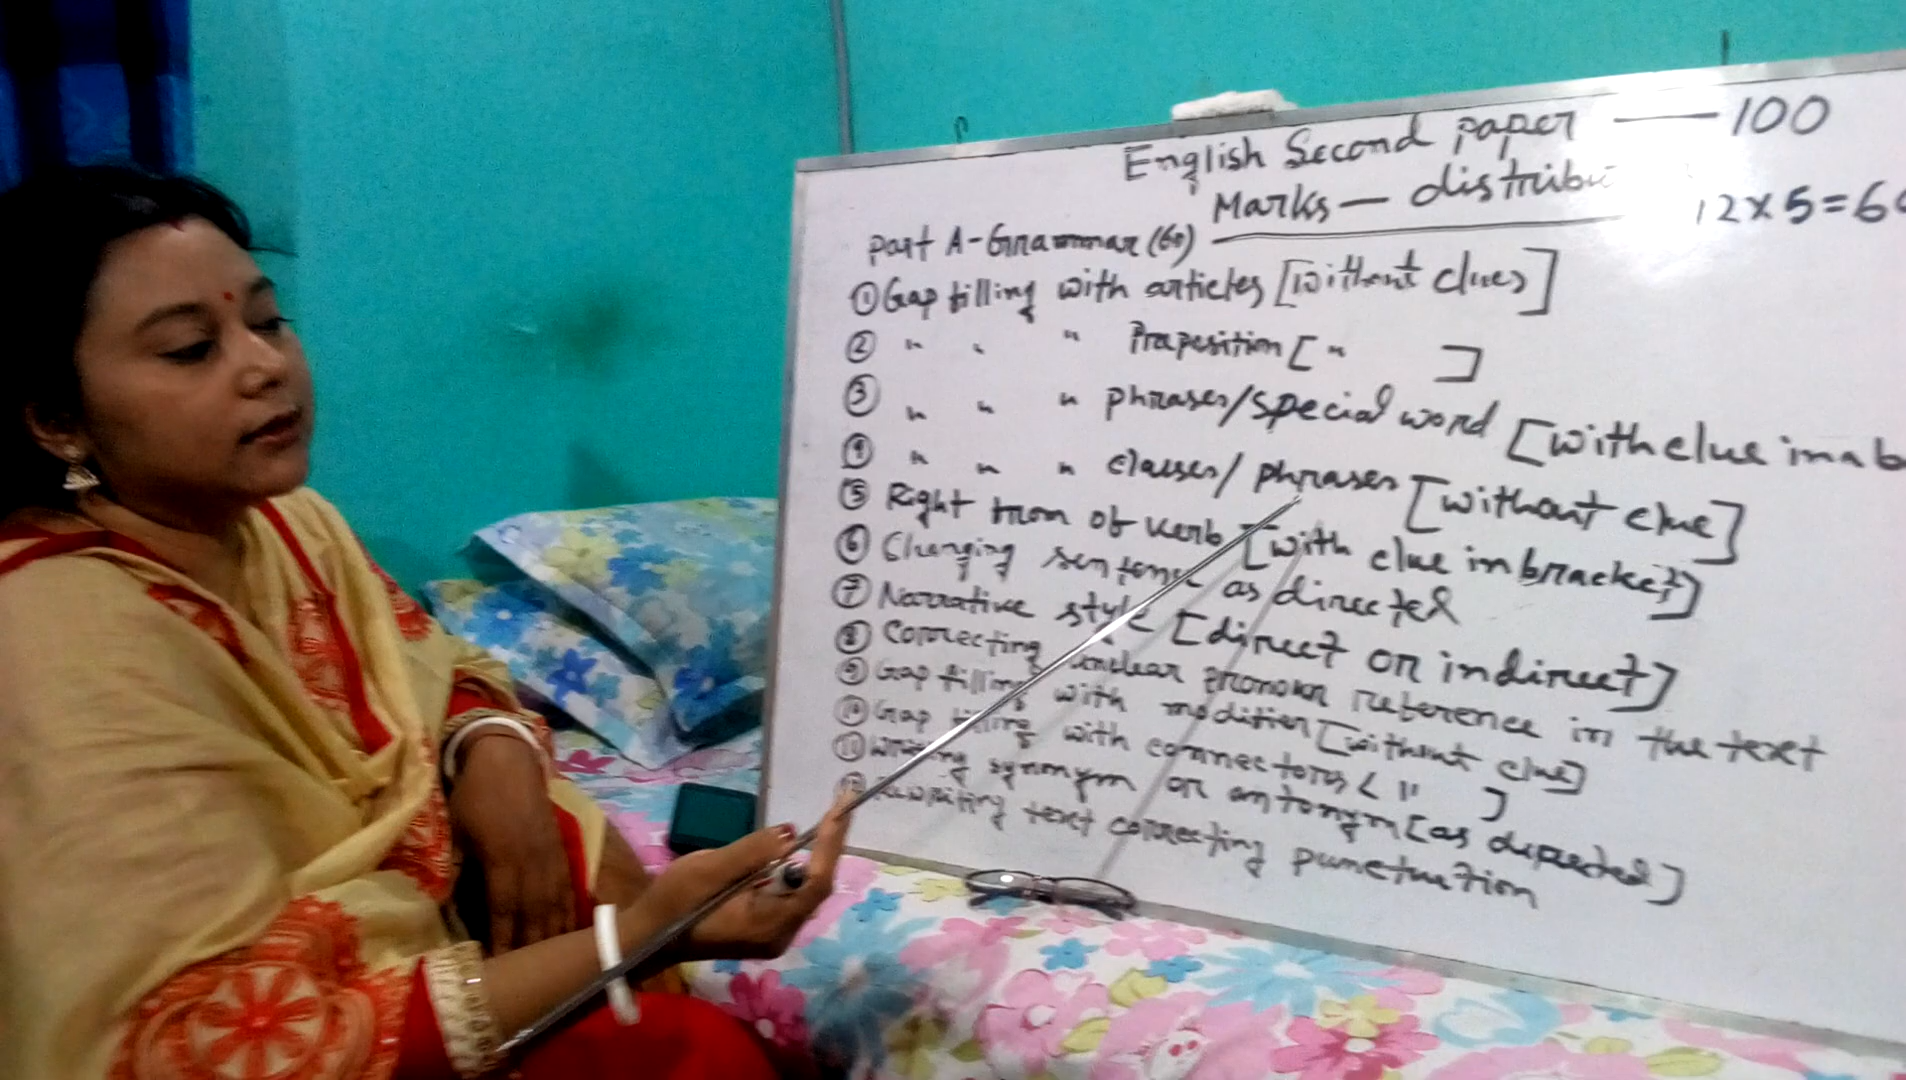 English Second paper — 100
Marks — distribu
12x5=6
part A-Grammar (60)
① Gap filling with articles [without clues]
② " " " Preposition [ " ]
③ " " " phrases/special word [with clue in a b
④ " " " clauses/ phrases [without clue]
⑤ Right from of verb [with clue in bracket]
⑥ Changing sentence as directed
⑦ Narrative style [direct or indirect]
⑧ Correcting unclear pronoun reference in the text
⑨ Gap filling with modifier [without clue]
⑩ Gap filling with connectors [ " ]
⑪ Writing synonym or antonym [as
⑫ Rewriting text correcting punctuation